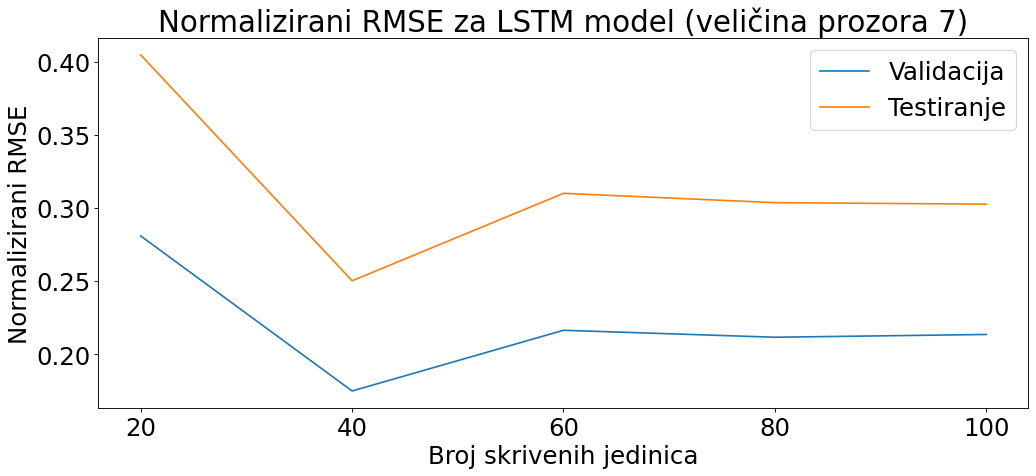 Normalizirani RMSE za LSTM model (veličina prozora 7)
Validacija
Testiranje
Normalizirani RMSE
0.40
0.35
0.30
0.25
0.20
20 40 60 80 100
Broj skrivenih jedinica